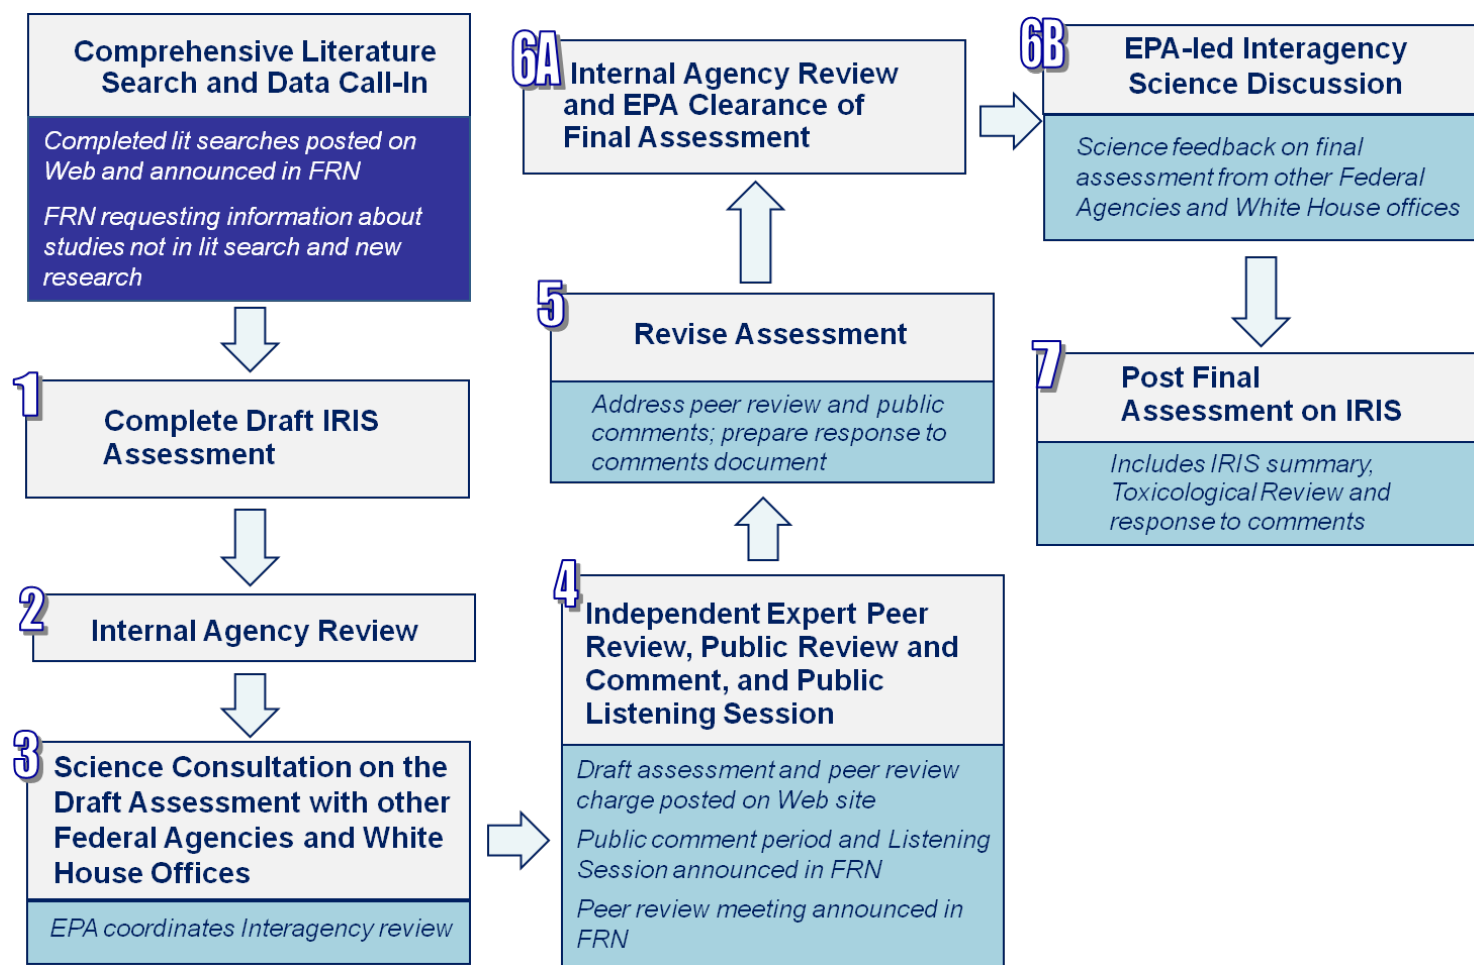 Comprehensive Literature
Search and Data Call-In
Completed lit searches posted on
Web and announced in FRN
FRN requesting information about
studies not in lit search and new
research
1
Complete Draft IRIS
Assessment
2
Internal Agency Review
3
Science Consultation on the
Draft Assessment with other
Federal Agencies and White
House Offices
EPA coordinates Interagency review
4
Independent Expert Peer
Review, Public Review and
Comment, and Public
Listening Session
Draft assessment and peer review
charge posted on Web site
Public comment period and Listening
Session announced in FRN
Peer review meeting announced in
FRN
5
Revise Assessment
Address peer review and public
comments; prepare response to
comments document
6A
Internal Agency Review
and EPA Clearance of
Final Assessment
6B
EPA-led Interagency
Science Discussion
Science feedback on final
assessment from other Federal
Agencies and White House offices
7
Post Final
Assessment on IRIS
Includes IRIS summary,
Toxicological Review and
response to comments